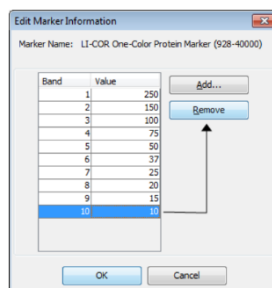 Edit Marker Information
Marker Name: LI-COR One-Color Protein Marker (928-40000)
Band Value
1 250
2 150
3 100
4 75
5 50
6 37
7 25
8 20
9 15
10 10
Add...
Remove
OK Cancel